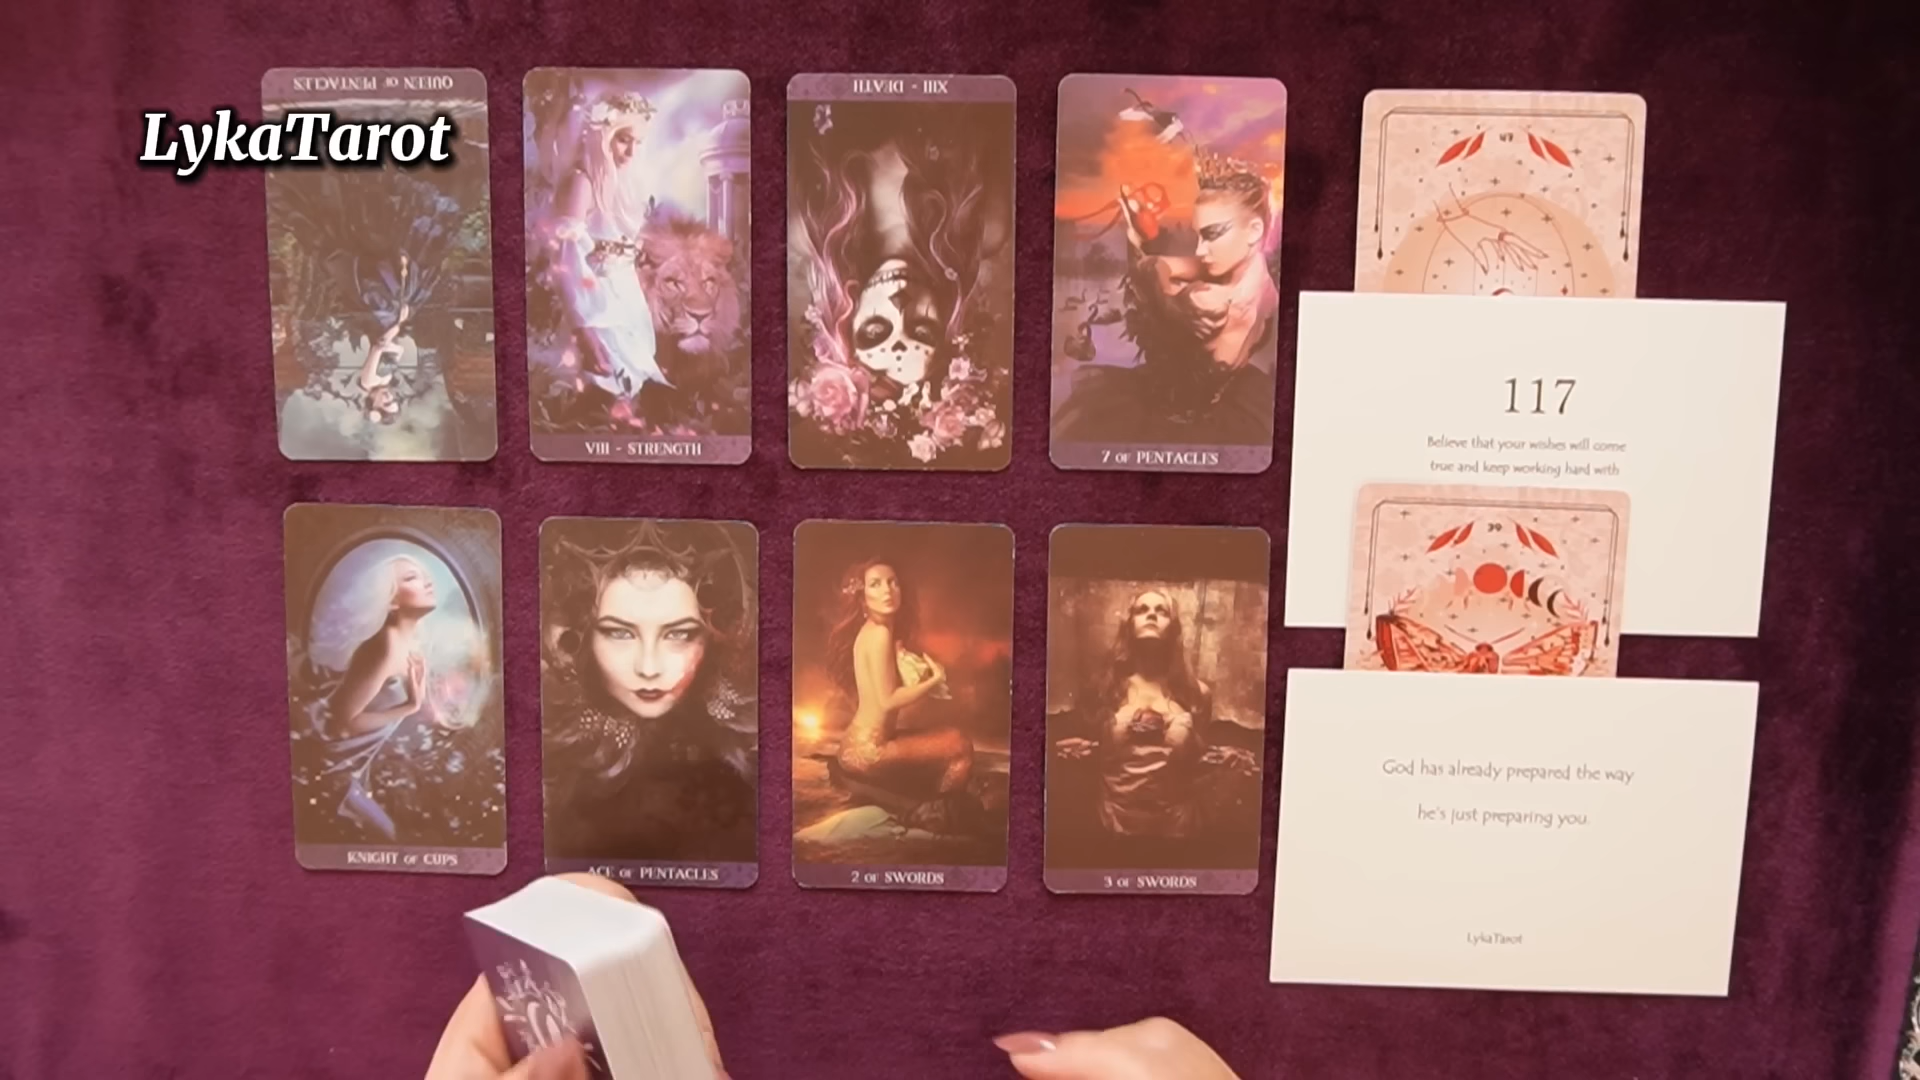 LykaTarot
QUEEN OF PENTACLES
VIII - STRENGTH
XIII - DEATH
7 OF PENTACLES
KNIGHT OF CUPS
ACE OF PENTACLES
2 OF SWORDS
3 OF SWORDS
117
Believe that your wishes will come
true and keep working hard with
39
God has already prepared the way
he's just preparing you.
LykaTarot